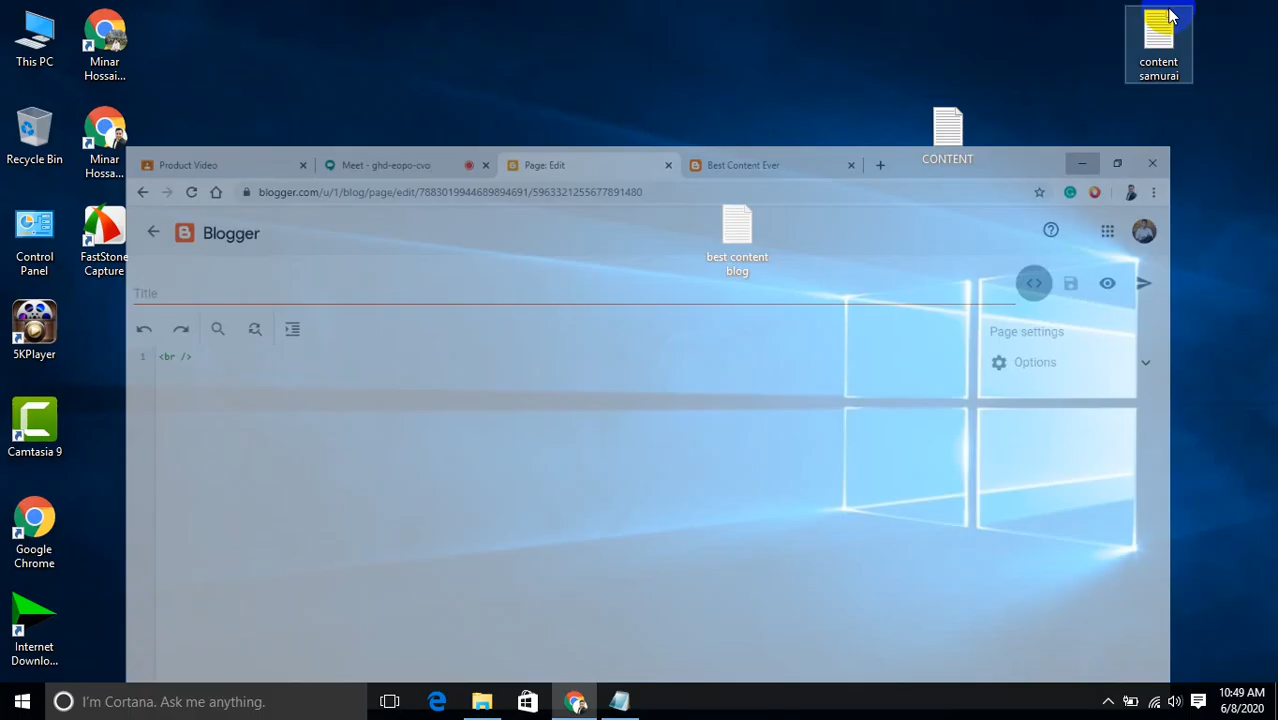 This PC
Minar
Hossai...
content
samurai
Recycle Bin
Minar
Hossa...
CONTENT
Product Video
Meet - ghd-eopo-cvo
Page: Edit
Best Content Ever
blogger.com/u/1/blog/page/edit/7883019944689894691/5963321255677891480
Control
Panel
FastStone
Capture
Blogger
best content
blog
Title
Page settings
Options
1 <br />
5KPlayer
Camtasia 9
Google
Chrome
Internet
Downlo...
I'm Cortana. Ask me anything.
10:49 AM
6/8/2020